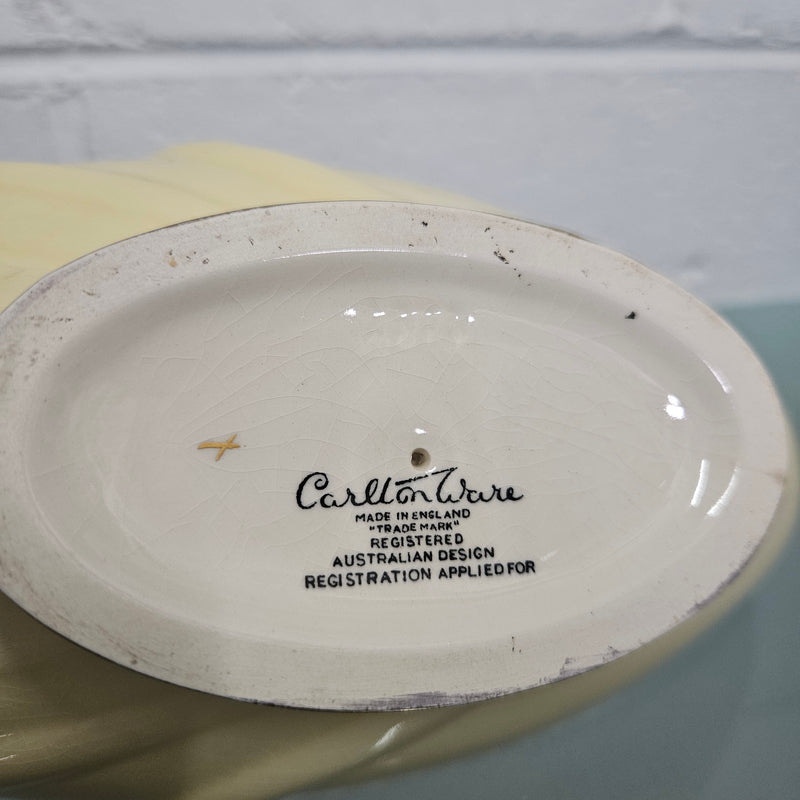 Carlton Ware
MADE IN ENGLAND
"TRADE MARK"
REGISTERED
AUSTRALIAN DESIGN
REGISTRATION APPLIED FOR